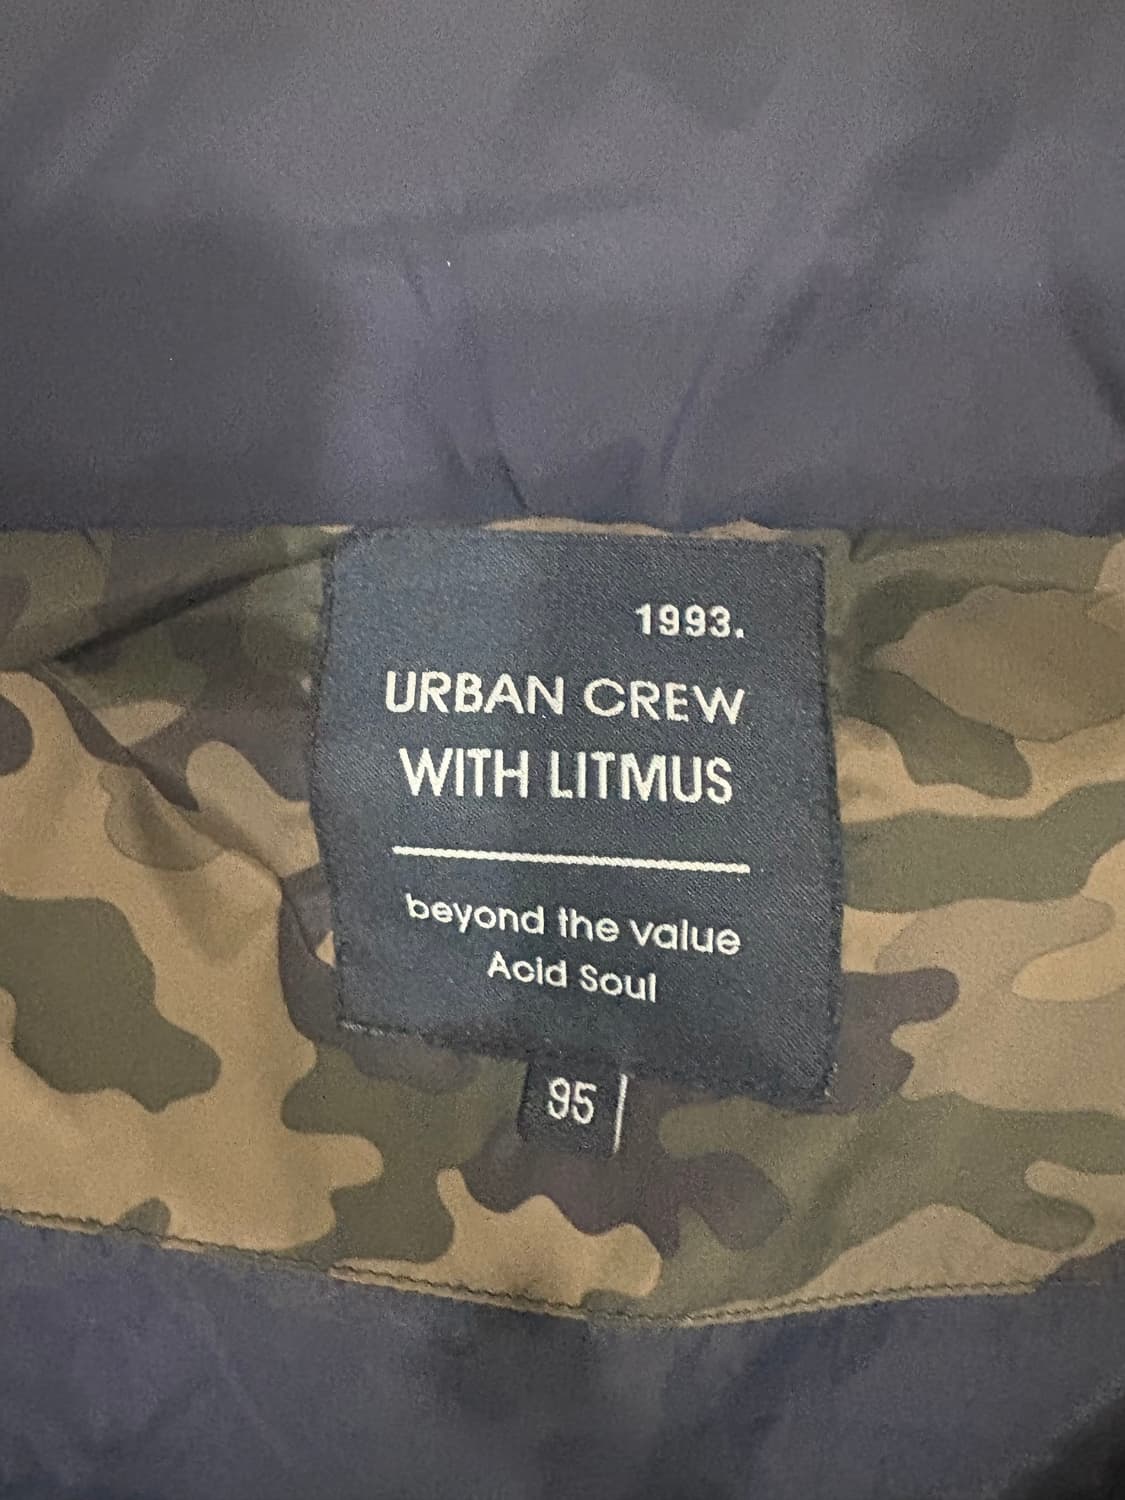 1993.
URBAN CREW
WITH LITMUS
beyond the value
Acid Soul
95